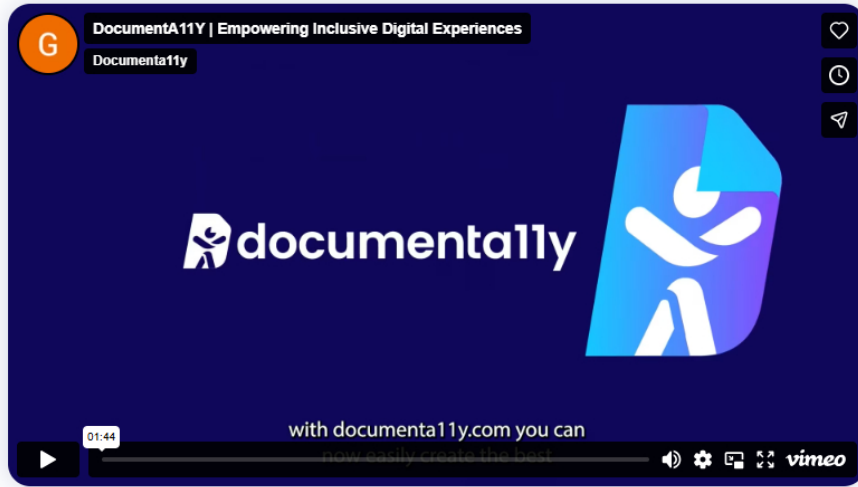 G
DocumentA11Y | Empowering Inclusive Digital Experiences
Documenta11y
documenta11y
with documenta11y.com you can
now easily create the best
01:44
vimeo